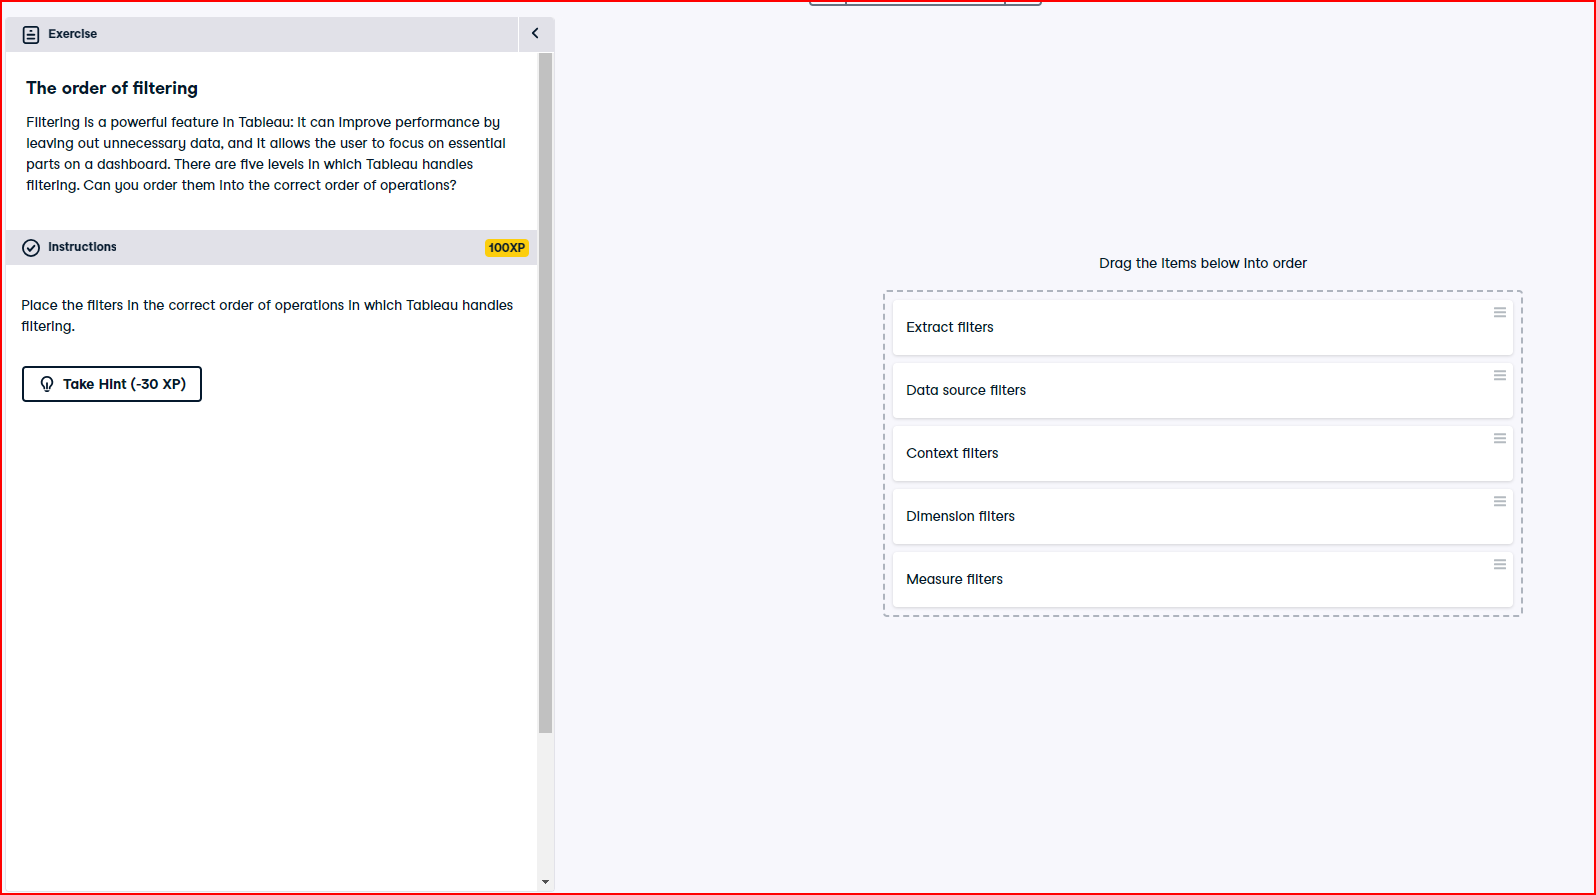 Exercise
The order of filtering
Filtering is a powerful feature in Tableau: it can improve performance by
leaving out unnecessary data, and it allows the user to focus on essential
parts on a dashboard. There are five levels in which Tableau handles
filtering. Can you order them into the correct order of operations?
Instructions
100XP
Place the filters in the correct order of operations in which Tableau handles
filtering.
Take Hint (-30 XP)
Drag the items below into order
Extract filters
Data source filters
Context filters
Dimension filters
Measure filters